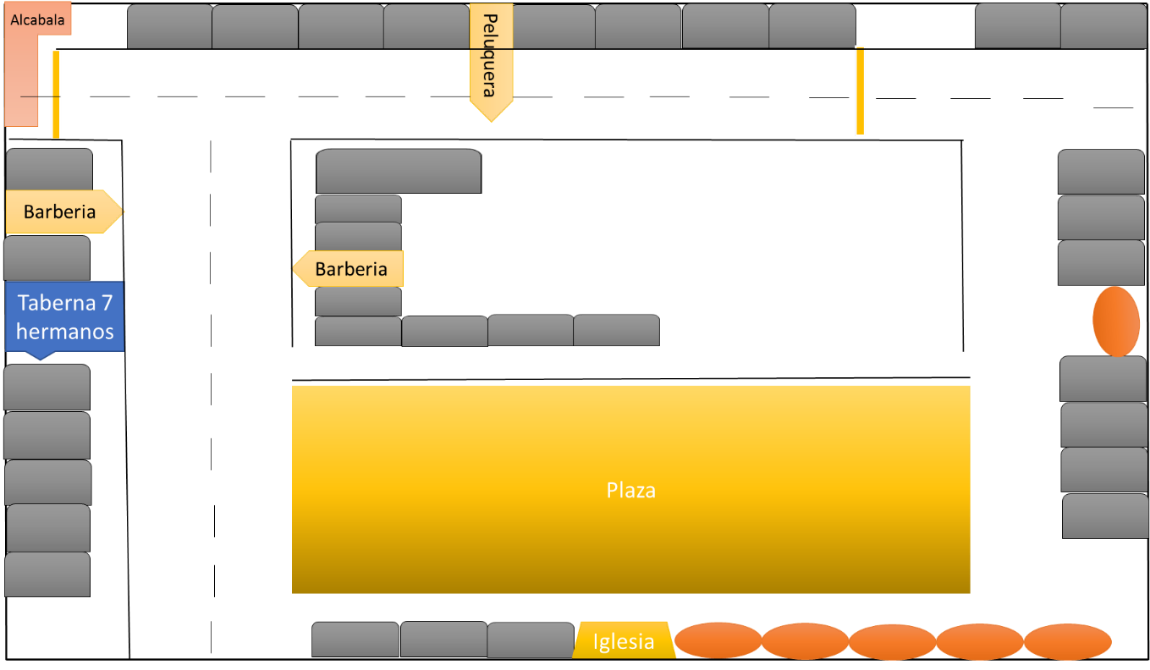 Alcabala
Peluquera
Barberia
Barberia
Taberna 7
hermanos
Plaza
Iglesia